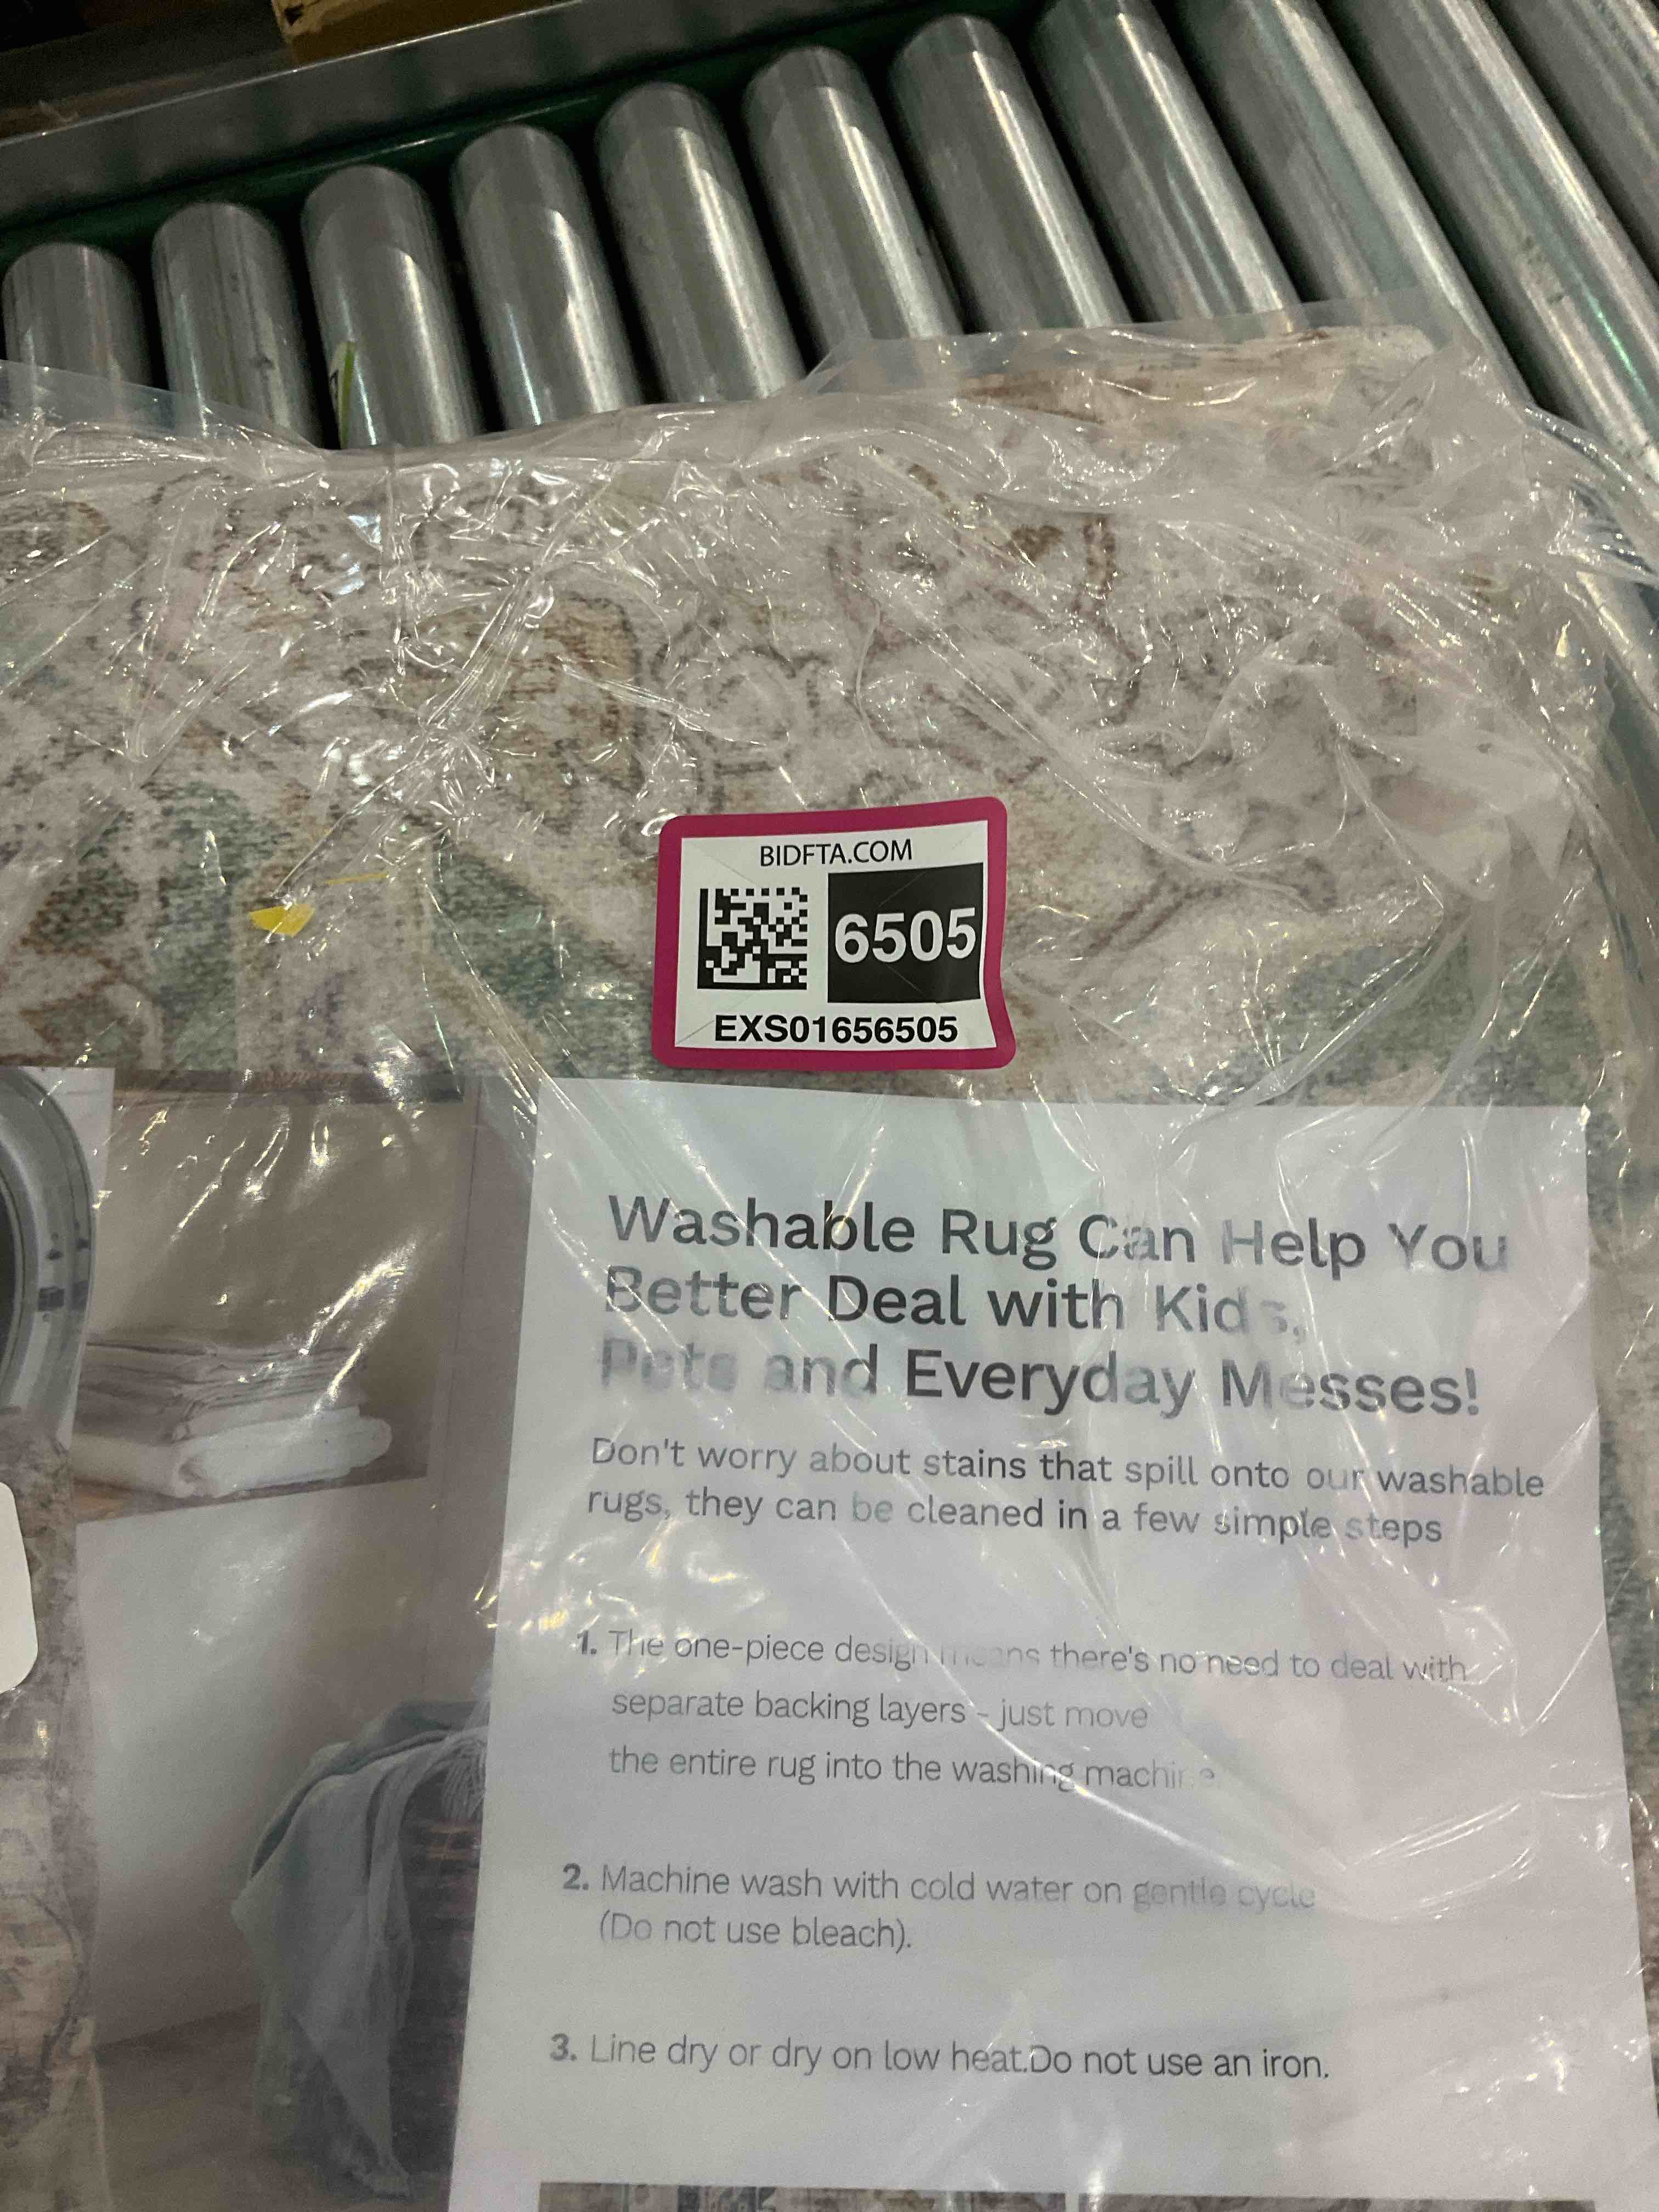 BIDFTA.COM
6505
EXS01656505
Washable Rug Can Help You
Better Deal with Kids,
Pets and Everyday Messes!
Don't worry about stains that spill onto our washable
rugs, they can be cleaned in a few simple steps
1. The one-piece design means there's no need to deal with
separate backing layers - just move
the entire rug into the washing machine
2. Machine wash with cold water on gentle cycle
(Do not use bleach).
3. Line dry or dry on low heat.Do not use an iron.